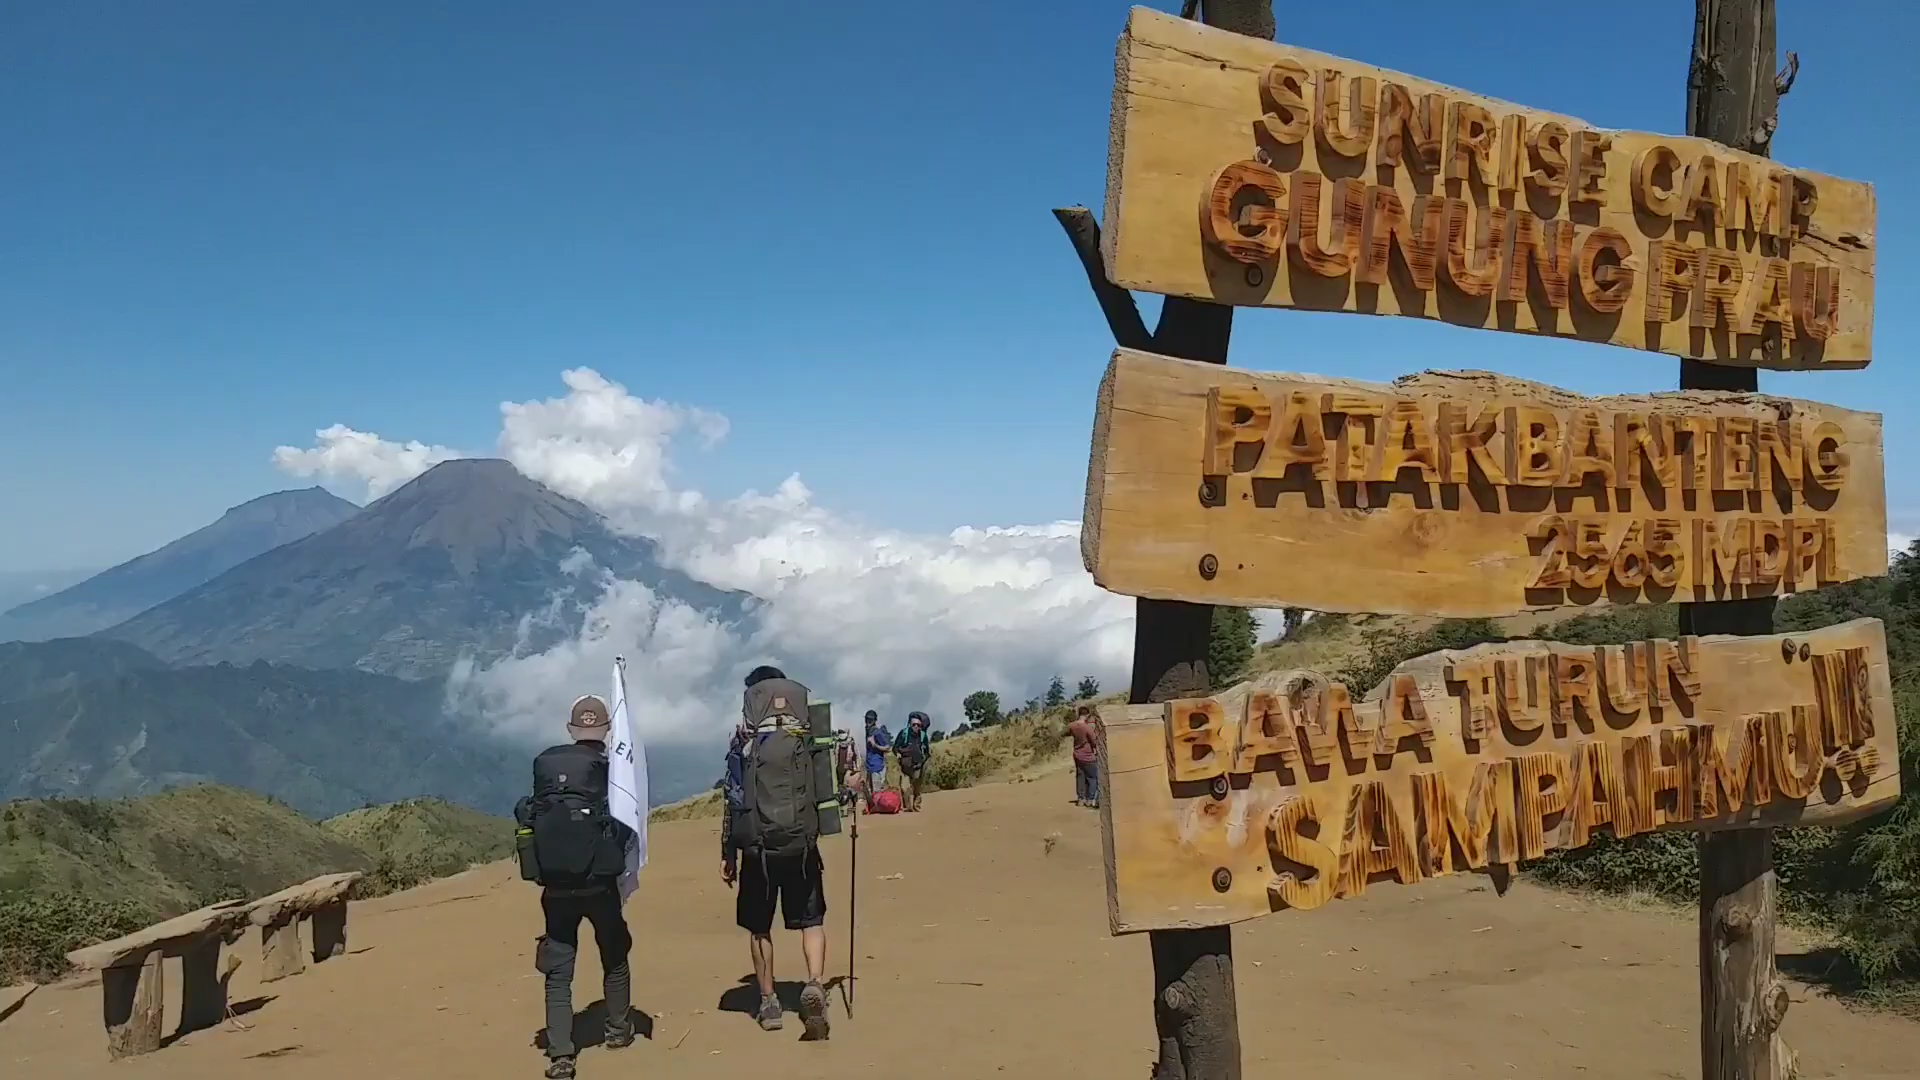 SUNRISE CAMP
GUNUNG PRAU
PATAKBANTENG
2565 MDPL
BAWA TURUN
SAMPAHMU!!!